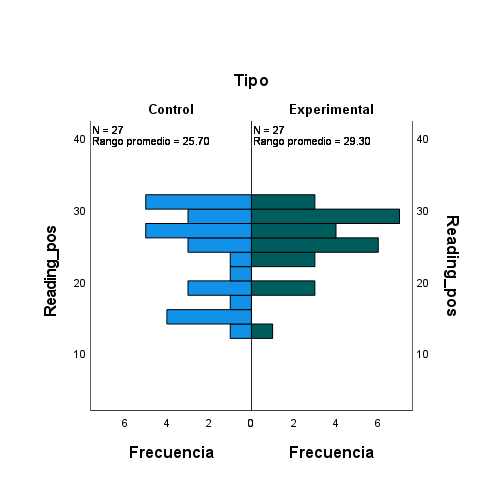 Tipo
Control Experimental
N = 27
Rango promedio = 25.70
N = 27
Rango promedio = 29.30
40 40
30 30
20 20
10 10
Reading_pos
Reading_pos
6 4 2 0 0 2 4 6
Frecuencia Frecuencia